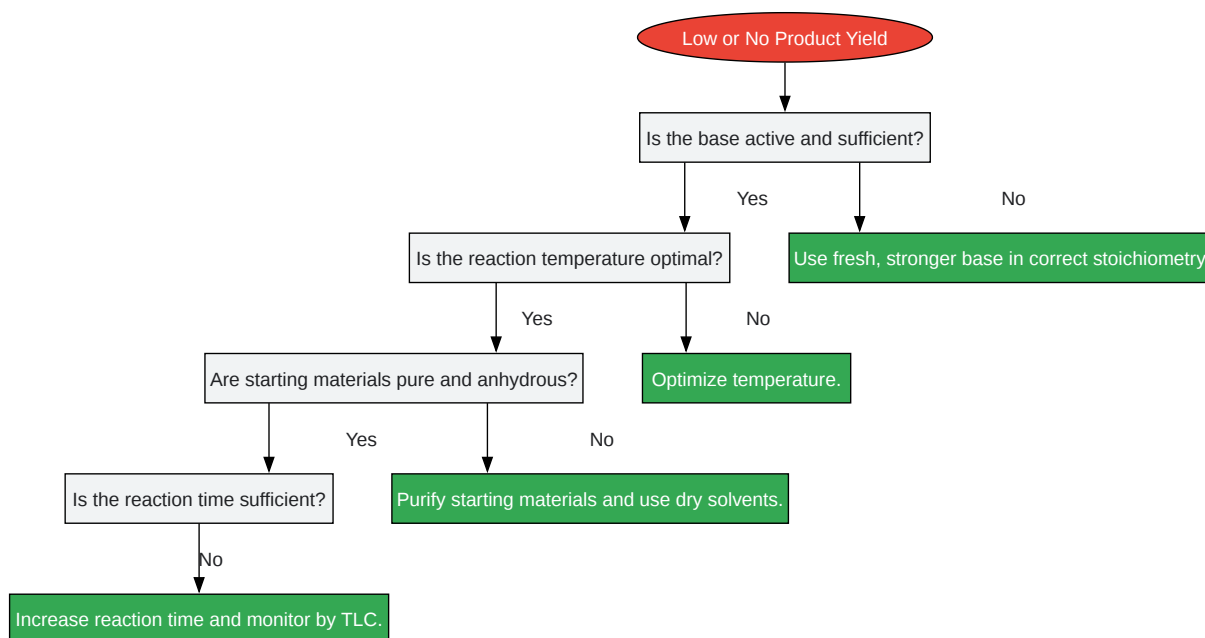 Low or No Product Yield
Is the base active and sufficient?
Yes
No
Is the reaction temperature optimal?
Use fresh, stronger base in correct stoichiometry
Yes
No
Are starting materials pure and anhydrous?
Optimize temperature.
Yes
No
Is the reaction time sufficient?
Purify starting materials and use dry solvents.
No
Increase reaction time and monitor by TLC.